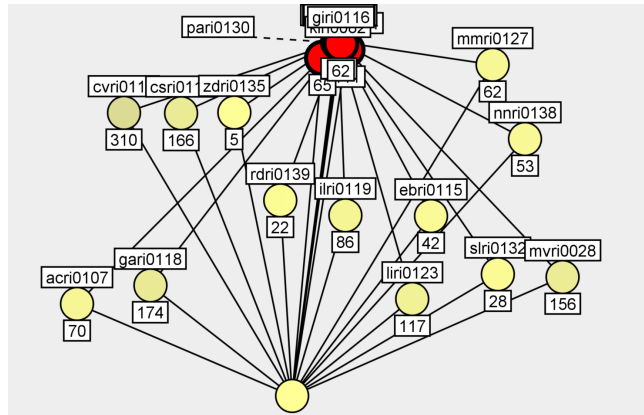 giri0116
pari0130
mmri0127
62
65
62
cvri011
csri011
zdri0135
310
166
5
nnri0138
53
rdri0139
ilri0119
ebri0115
22
86
42
gari0118
slri0132
mvri0028
acri0107
liri0123
174
28
156
70
117